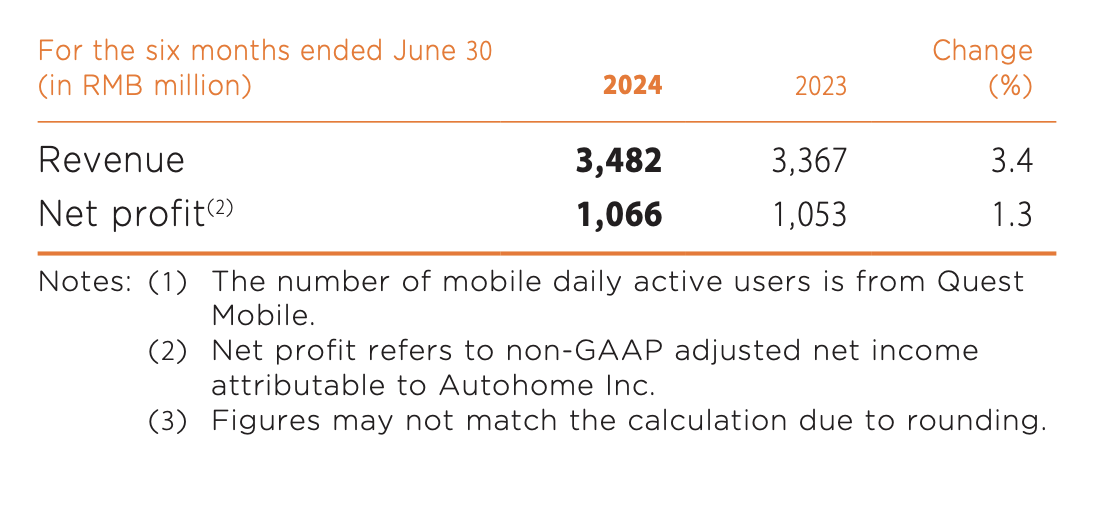 For the six months ended June 30 Change
(in RMB million) 2024 2023 (%)
Revenue 3,482 3,367 3.4
Net profit(2) 1,066 1,053 1.3
Notes: (1) The number of mobile daily active users is from Quest
Mobile.
(2) Net profit refers to non-GAAP adjusted net income
attributable to Autohome Inc.
(3) Figures may not match the calculation due to rounding.